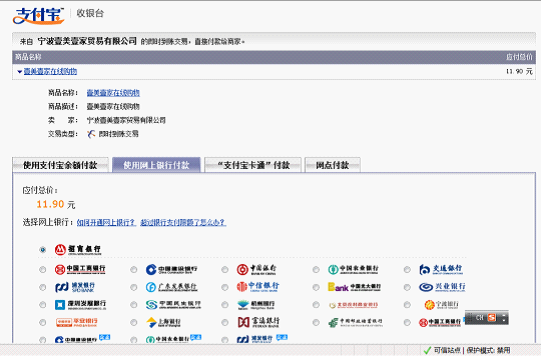 支付宝 | 收银台
来自 宁波壹美壹家贸易有限公司 的即时到账交易，直接付款给商家。
商品名称 应付总价
壹美壹家在线购物 11.90 元
商品名称： 壹美壹家在线购物
商品描述： 壹美壹家在线购物
卖 家： 宁波壹美壹家贸易有限公司
交易类型： 即时到账交易
使用支付宝余额付款 使用网上银行付款 “支付宝卡通”付款 网点付款
应付总价：
11.90 元
选择网上银行： 如何开通网上银行？ 超过银行支付限额了怎么办？
招商银行
中国工商银行 中国建设银行 中国银行 中国农业银行 交通银行
浦发银行 广东发展银行 中信银行 Bank 中国光大银行 兴业银行
深圳发展银行 中国民生银行 杭州银行 宁波银行
平安银行 上海银行 富滇银行 中国邮政储蓄银行 中国工商银行
平安银行 中国农业银行 浦发银行
CH
可信站点 | 保护模式: 禁用